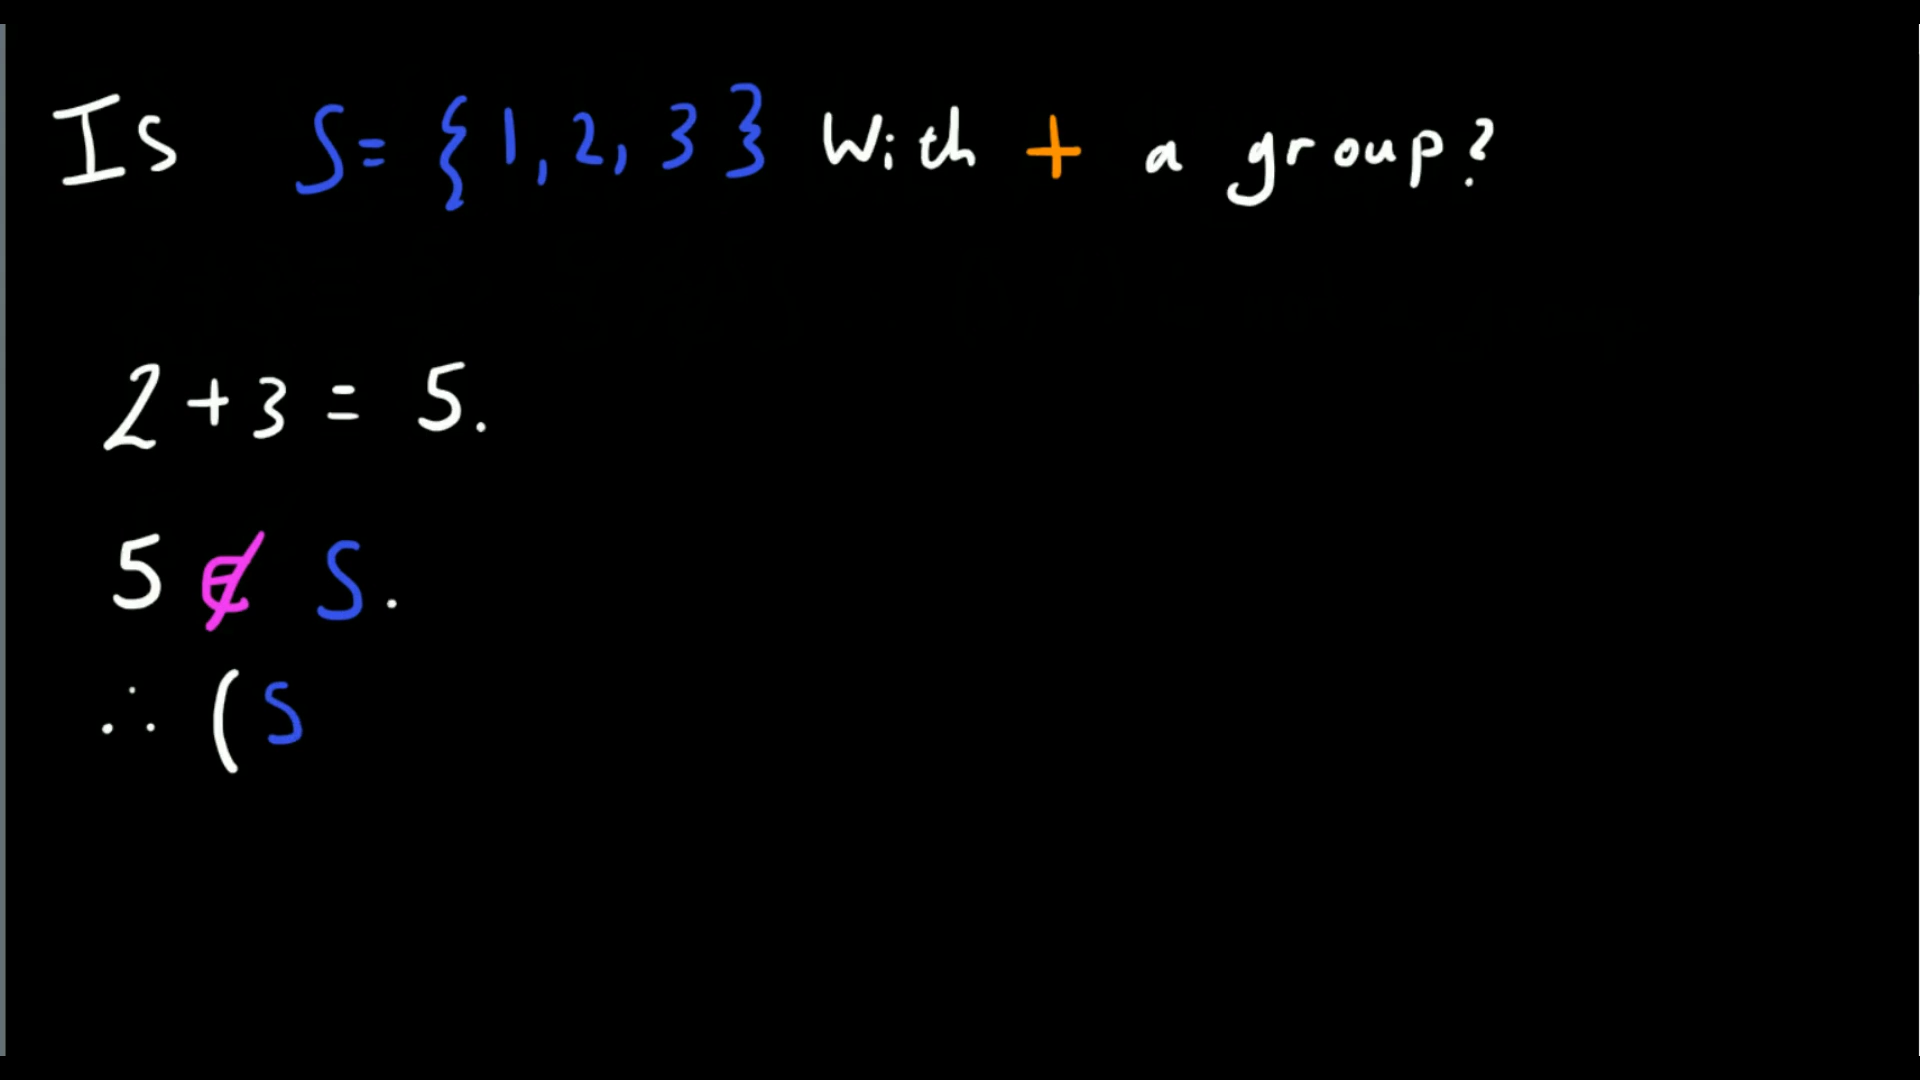 Is S = {1, 2, 3} with + a group?
2 + 3 = 5.
5 ∉ S.
∴ (S